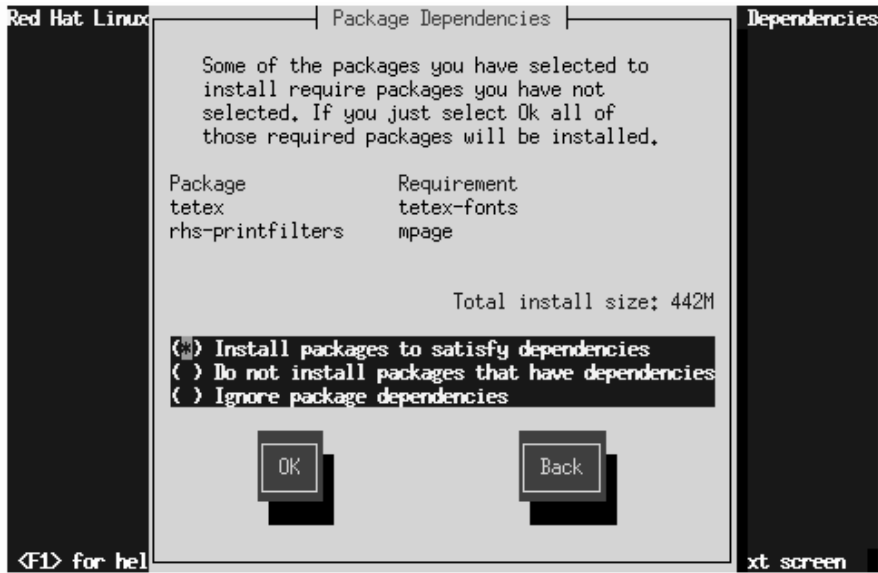 Red Hat Linux
Package Dependencies
Dependencies
Some of the packages you have selected to
install require packages you have not
selected. If you just select Ok all of
those required packages will be installed.
Package Requirement
tetex tetex-fonts
rhs-printfilters mpage
Total install size: 442M
(*) Install packages to satisfy dependencies
( ) Do not install packages that have dependencies
( ) Ignore package dependencies
OK Back
<F1> for hel
xt screen